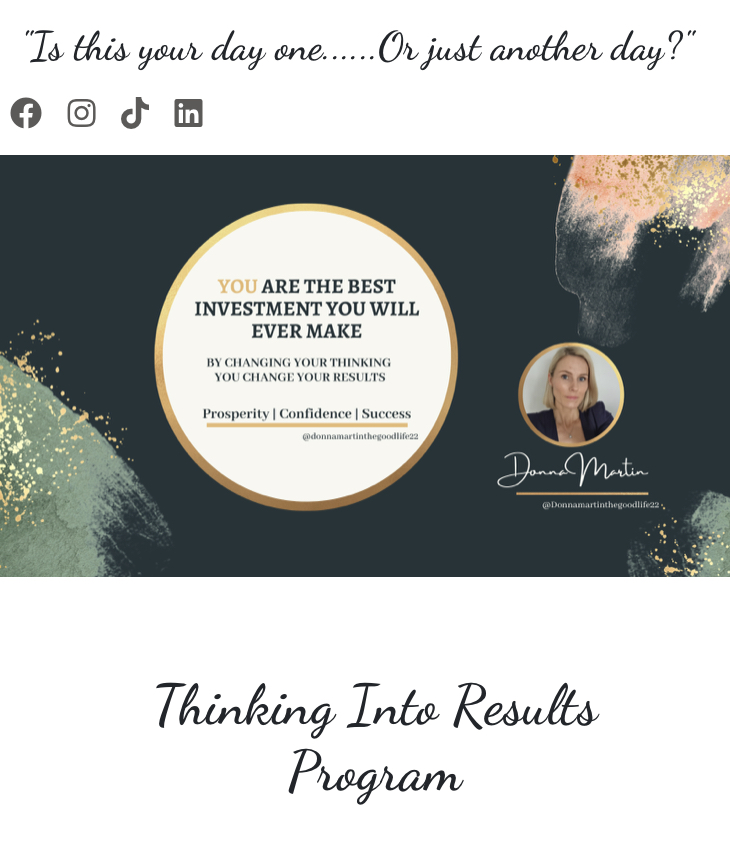 "Is this your day one......Or just another day?"
YOU ARE THE BEST
INVESTMENT YOU WILL
EVER MAKE
BY CHANGING YOUR THINKING
YOU CHANGE YOUR RESULTS
Prosperity | Confidence | Success
@donnamartinthegoodlife22
Donna Martin
@Donnamartinthegoodlife22
Thinking Into Results
Program